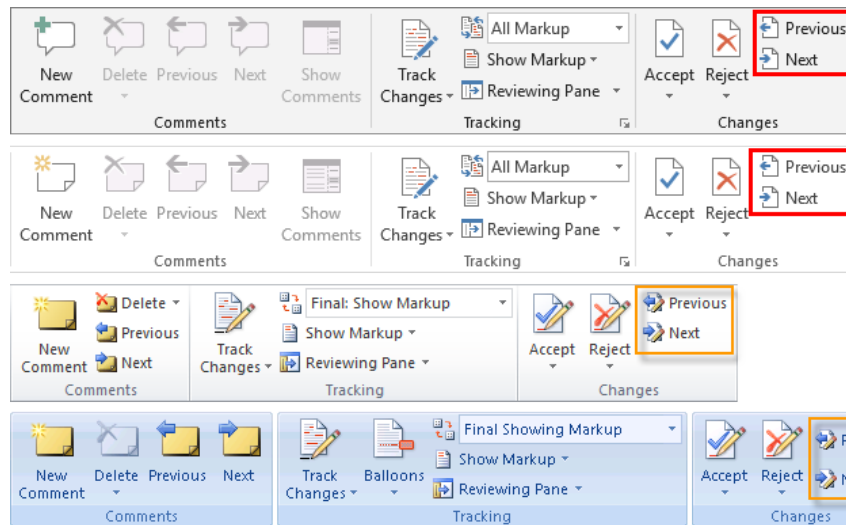 All Markup
Previous
Show Markup
Next
New Comment
Delete
Previous
Next
Show Comments
Track Changes
Reviewing Pane
Accept
Reject
Comments
Tracking
Changes
All Markup
Previous
Show Markup
Next
New Comment
Delete
Previous
Next
Show Comments
Track Changes
Reviewing Pane
Accept
Reject
Comments
Tracking
Changes
Delete
Final: Show Markup
Previous
Previous
Show Markup
Next
New Comment
Next
Track Changes
Reviewing Pane
Accept
Reject
Comments
Tracking
Changes
Final Showing Markup
P
Show Markup
New Comment
Delete
Previous
Next
Track Changes
Balloons
Reviewing Pane
Accept
Reject
Comments
Tracking
Changes